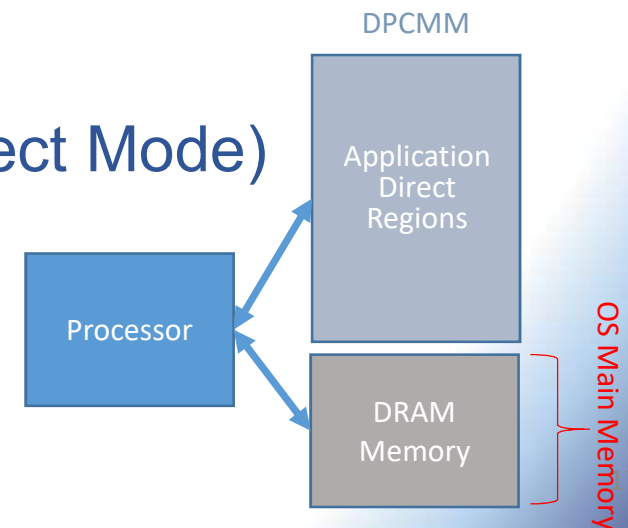 DPCMM
ect Mode)
Application
Direct
Regions
Processor
DRAM
Memory
OS Main Memory